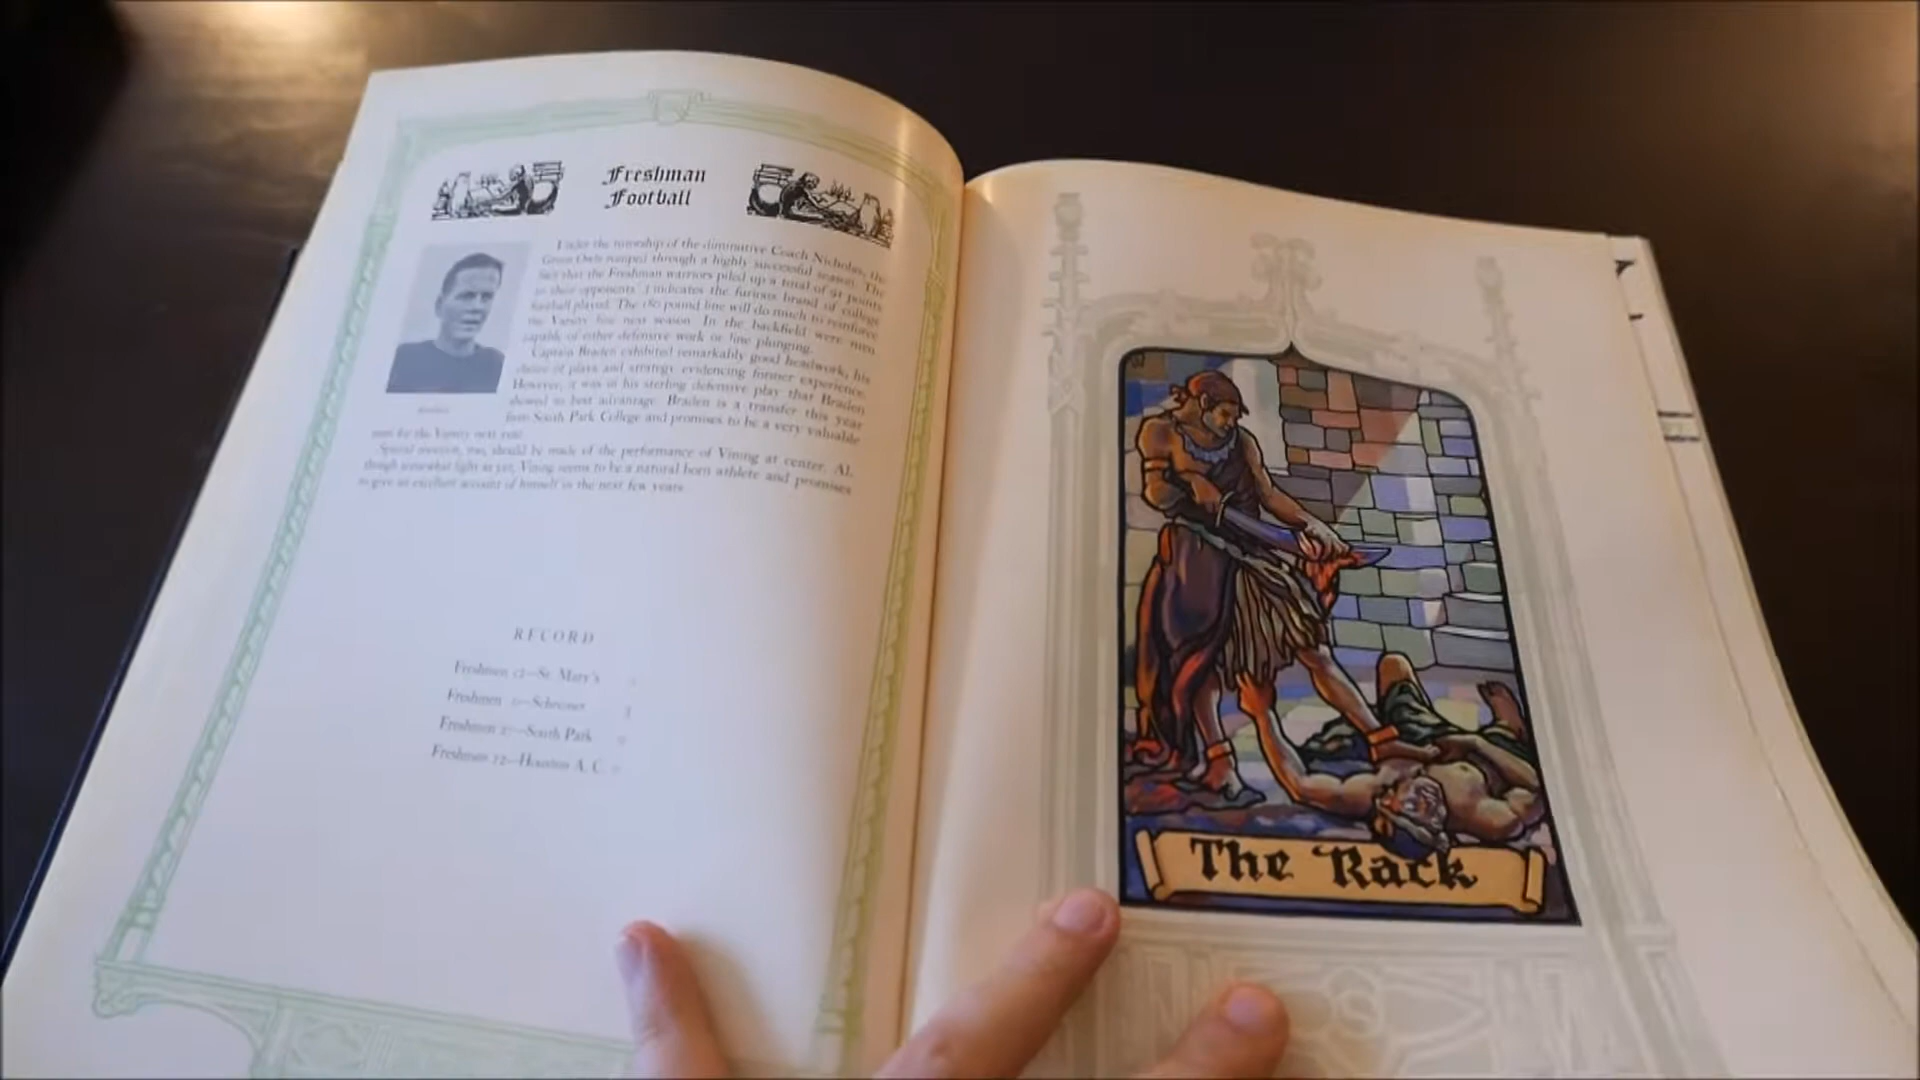 Freshman
Football
Under the tutorship of the diminutive Coach Nicholas, the
Green Owls romped through a highly successful season. The
fact that the Freshman warriors piled up a total of 91 points
to their opponents' 3 indicates the furious brand of college
football played. The 180 pound line will do much to reinforce
the Varsity line next season. In the backfield were men
capable of either defensive work or line plunging.
Captain Braden exhibited remarkably good headwork, his
choice of plays and strategy evidencing former experience.
However, it was in his sterling defensive play that Braden
showed to best advantage. Braden is a transfer this year
from South Park College and promises to be a very valuable
man for the Varsity next year.
Special mention, too, should be made of the performance of Vining at center. Al-
though somewhat light as yet, Vining seems to be a natural born athlete and promises
to give an excellent account of himself in the next few years.
RECORD
Freshmen —St. Mary's
Freshmen —Schreiner 3
Freshmen 27—South Park 0
Freshmen 22—Houston A. C. 0
The Rack